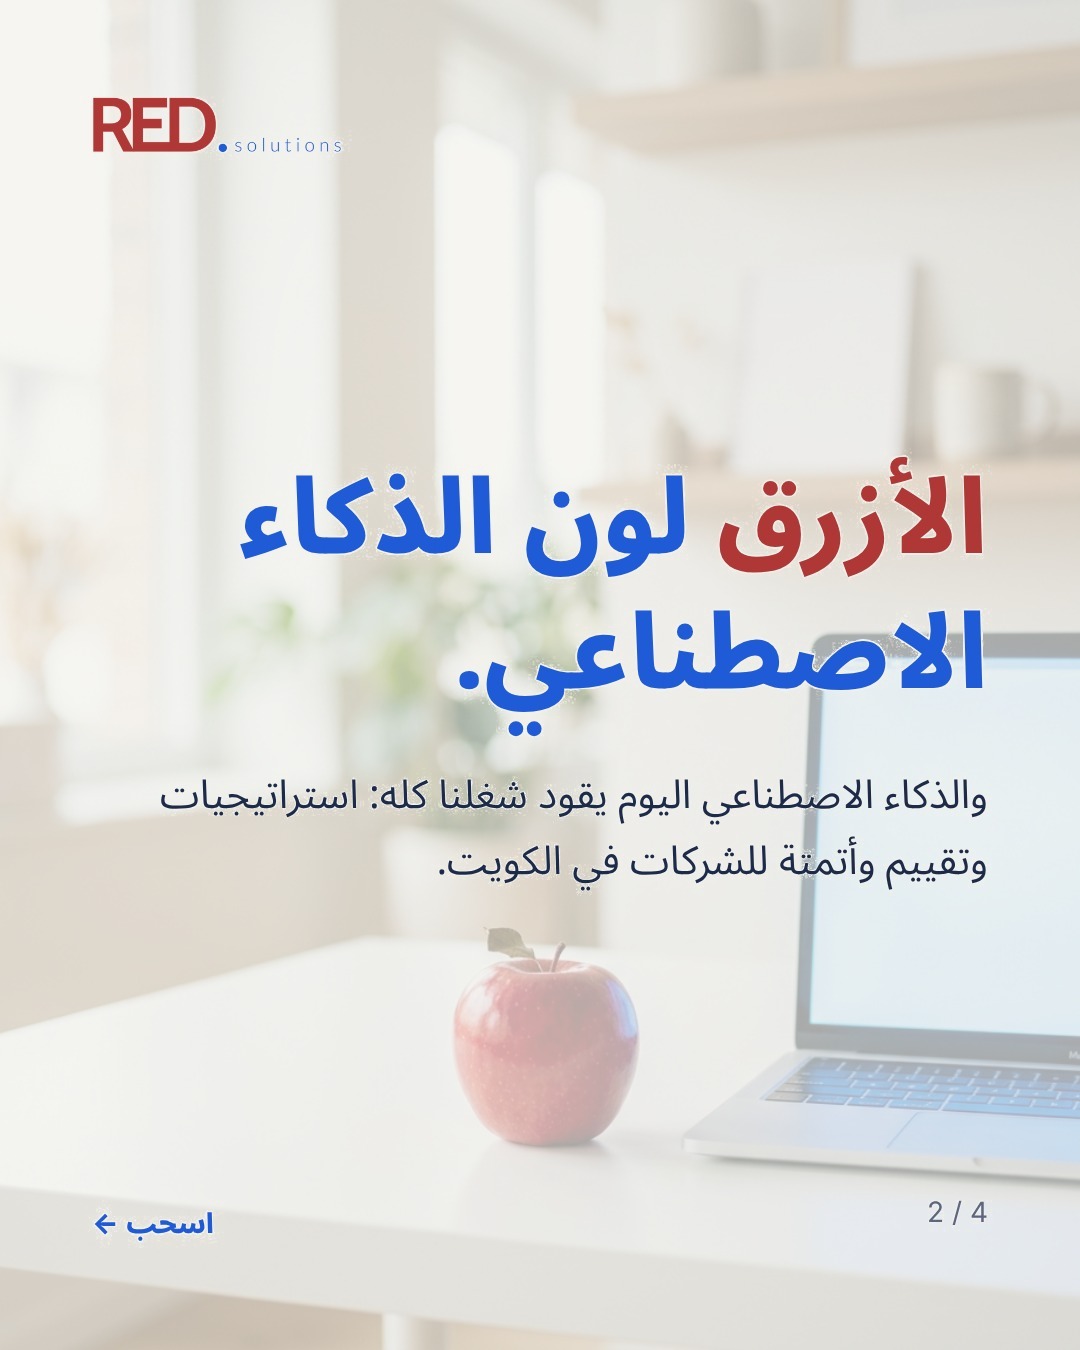 RED.solutions
الأزرق لون الذكاء
الاصطناعي.
والذكاء الاصطناعي اليوم يقود شغلنا كله: استراتيجيات
وتقييم وأتمتة للشركات في الكويت.
2 / 4
اسحب ←